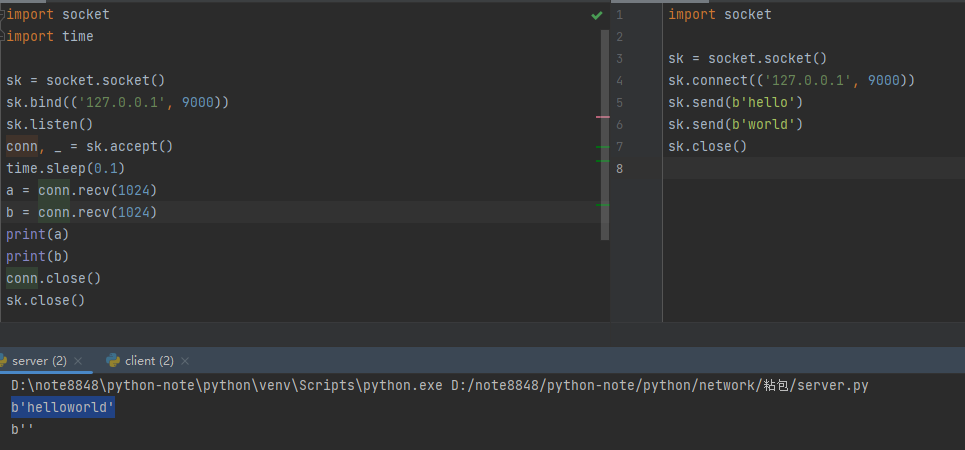 import socket
import time
sk = socket.socket()
sk.bind(('127.0.0.1', 9000))
sk.listen()
conn, _ = sk.accept()
time.sleep(0.1)
a = conn.recv(1024)
b = conn.recv(1024)
print(a)
print(b)
conn.close()
sk.close()
1 import socket
2
3 sk = socket.socket()
4 sk.connect(('127.0.0.1', 9000))
5 sk.send(b'hello')
6 sk.send(b'world')
7 sk.close()
8
server (2) client (2)
D:\note8848\python-note\python\venv\Scripts\python.exe D:/note8848/python-note/python/network/粘包/server.py
b'helloworld'
b''